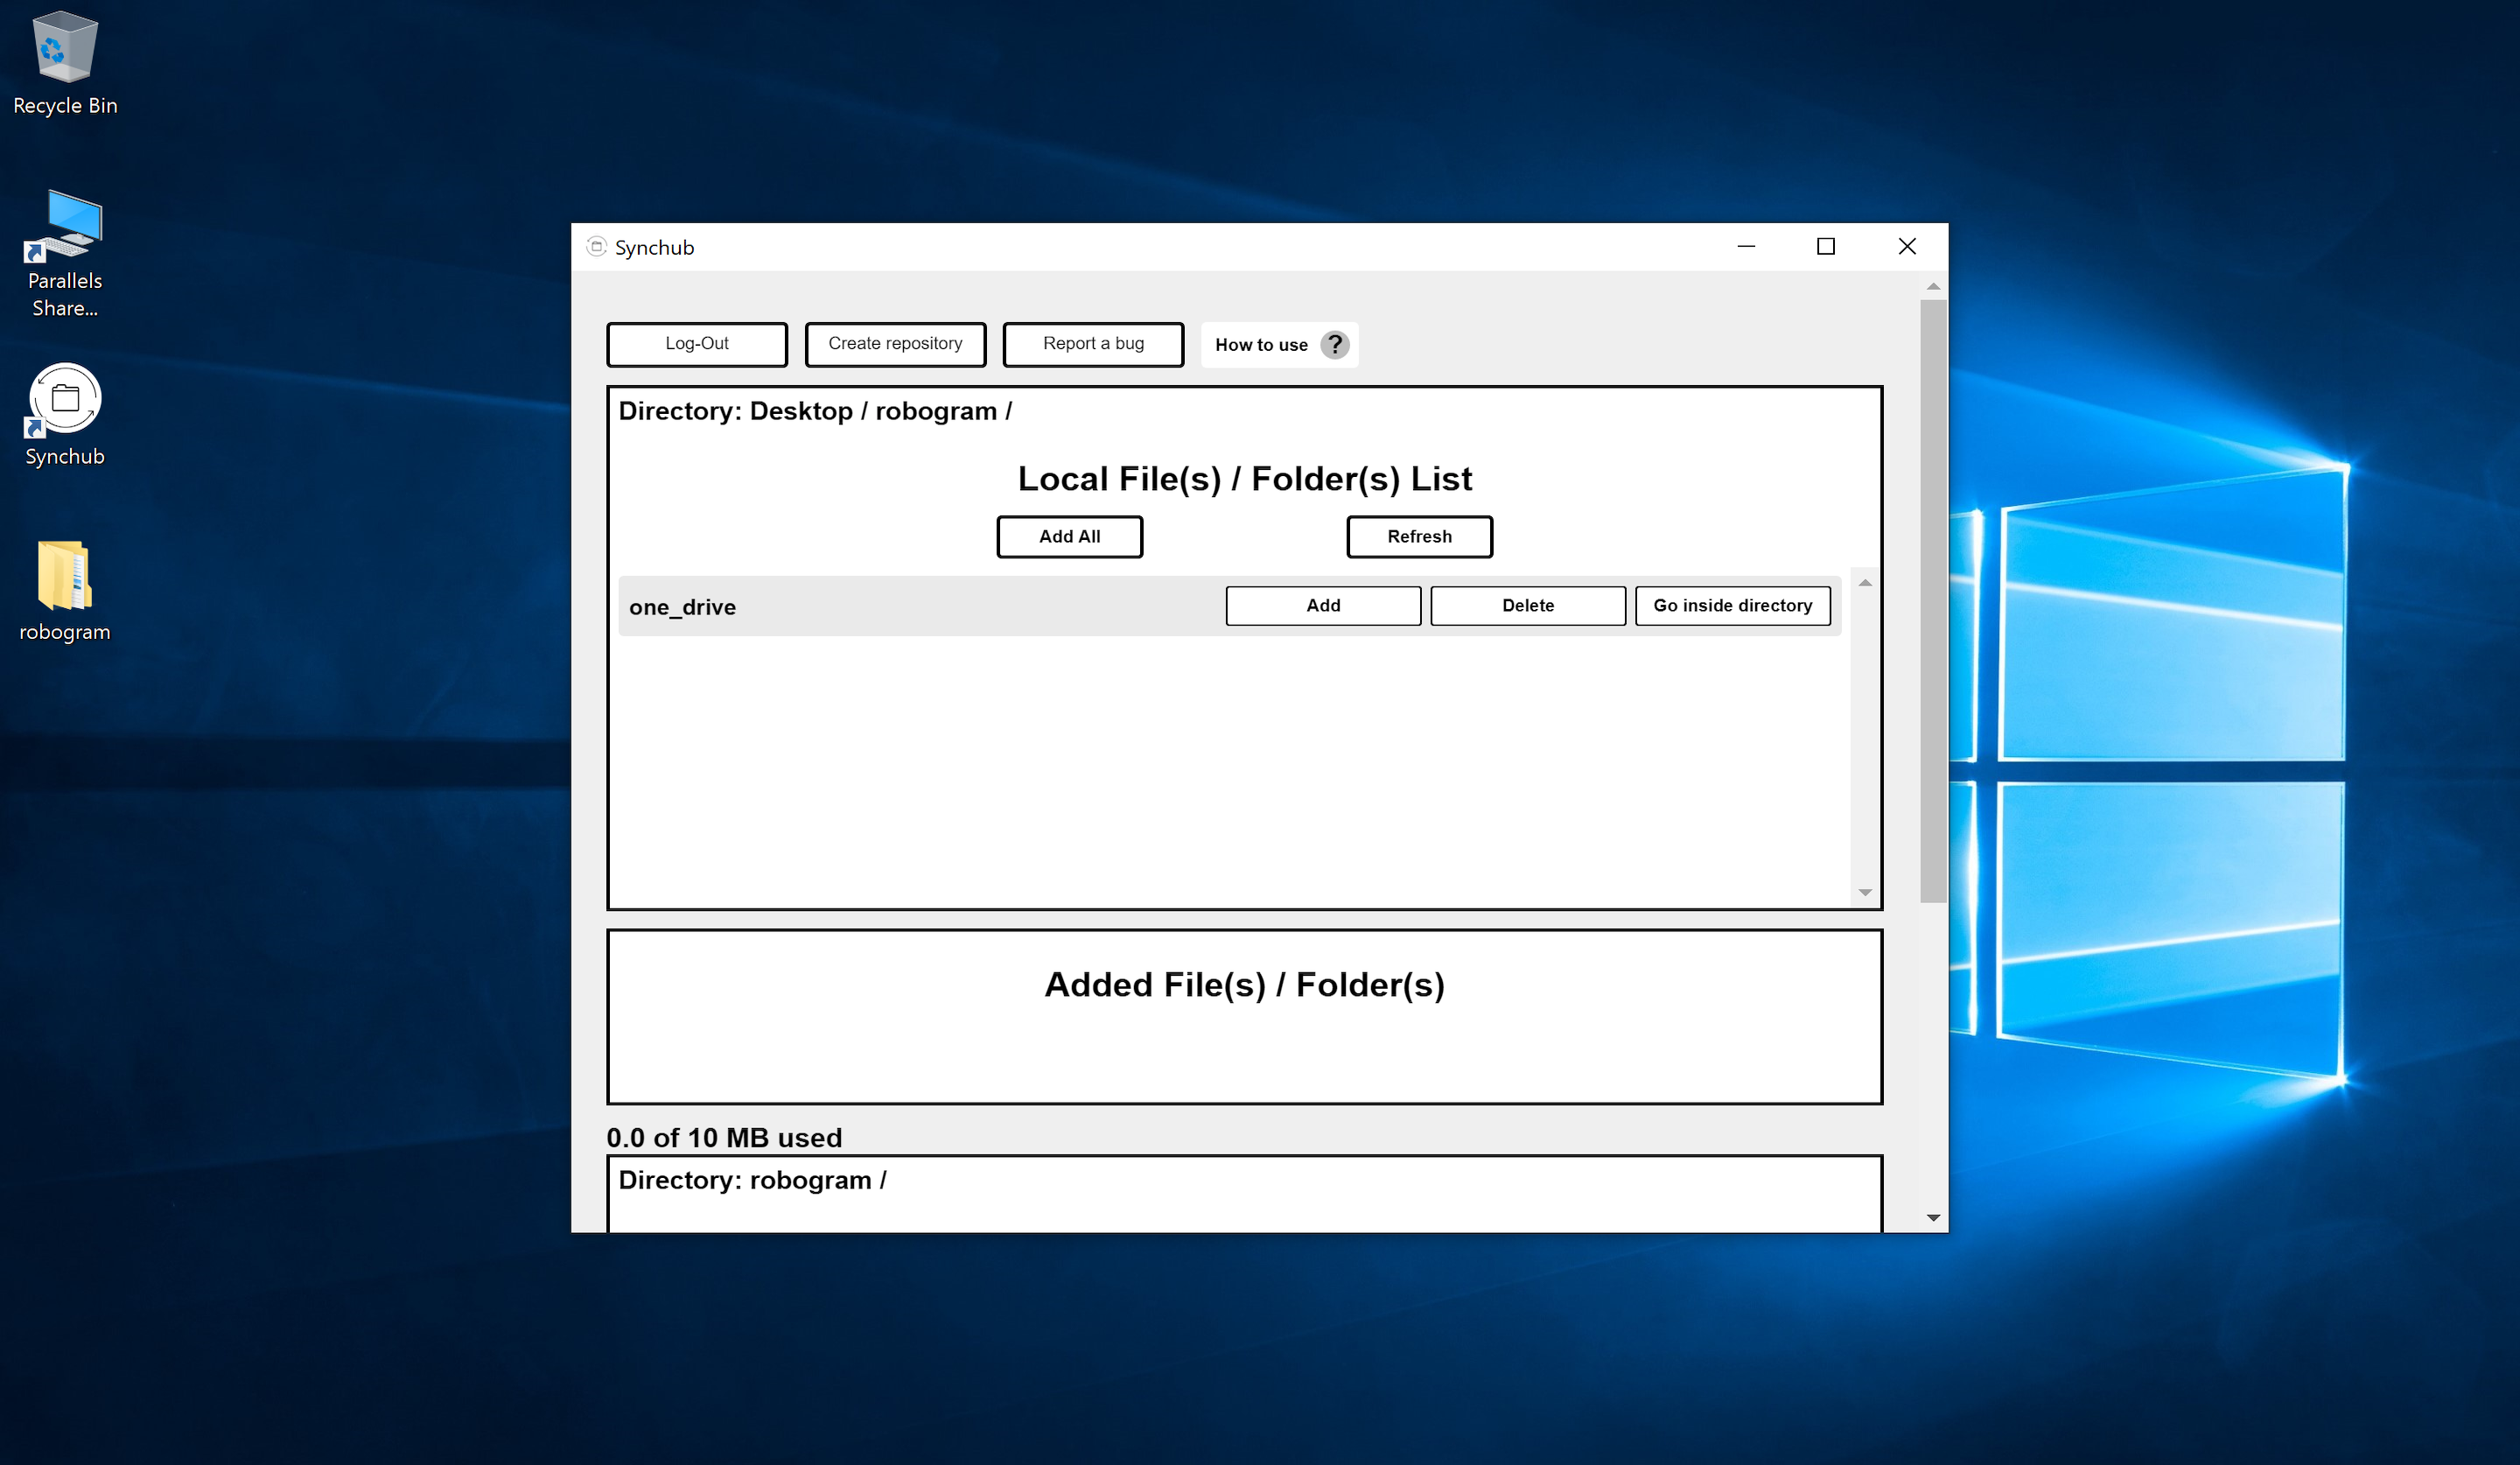 Recycle Bin
Parallels
Share...
Synchub
robogram
Synchub
Log-Out
Create repository
Report a bug
How to use ?
Directory: Desktop / robogram /
Local File(s) / Folder(s) List
Add All
Refresh
one_drive
Add
Delete
Go inside directory
Added File(s) / Folder(s)
0.0 of 10 MB used
Directory: robogram /